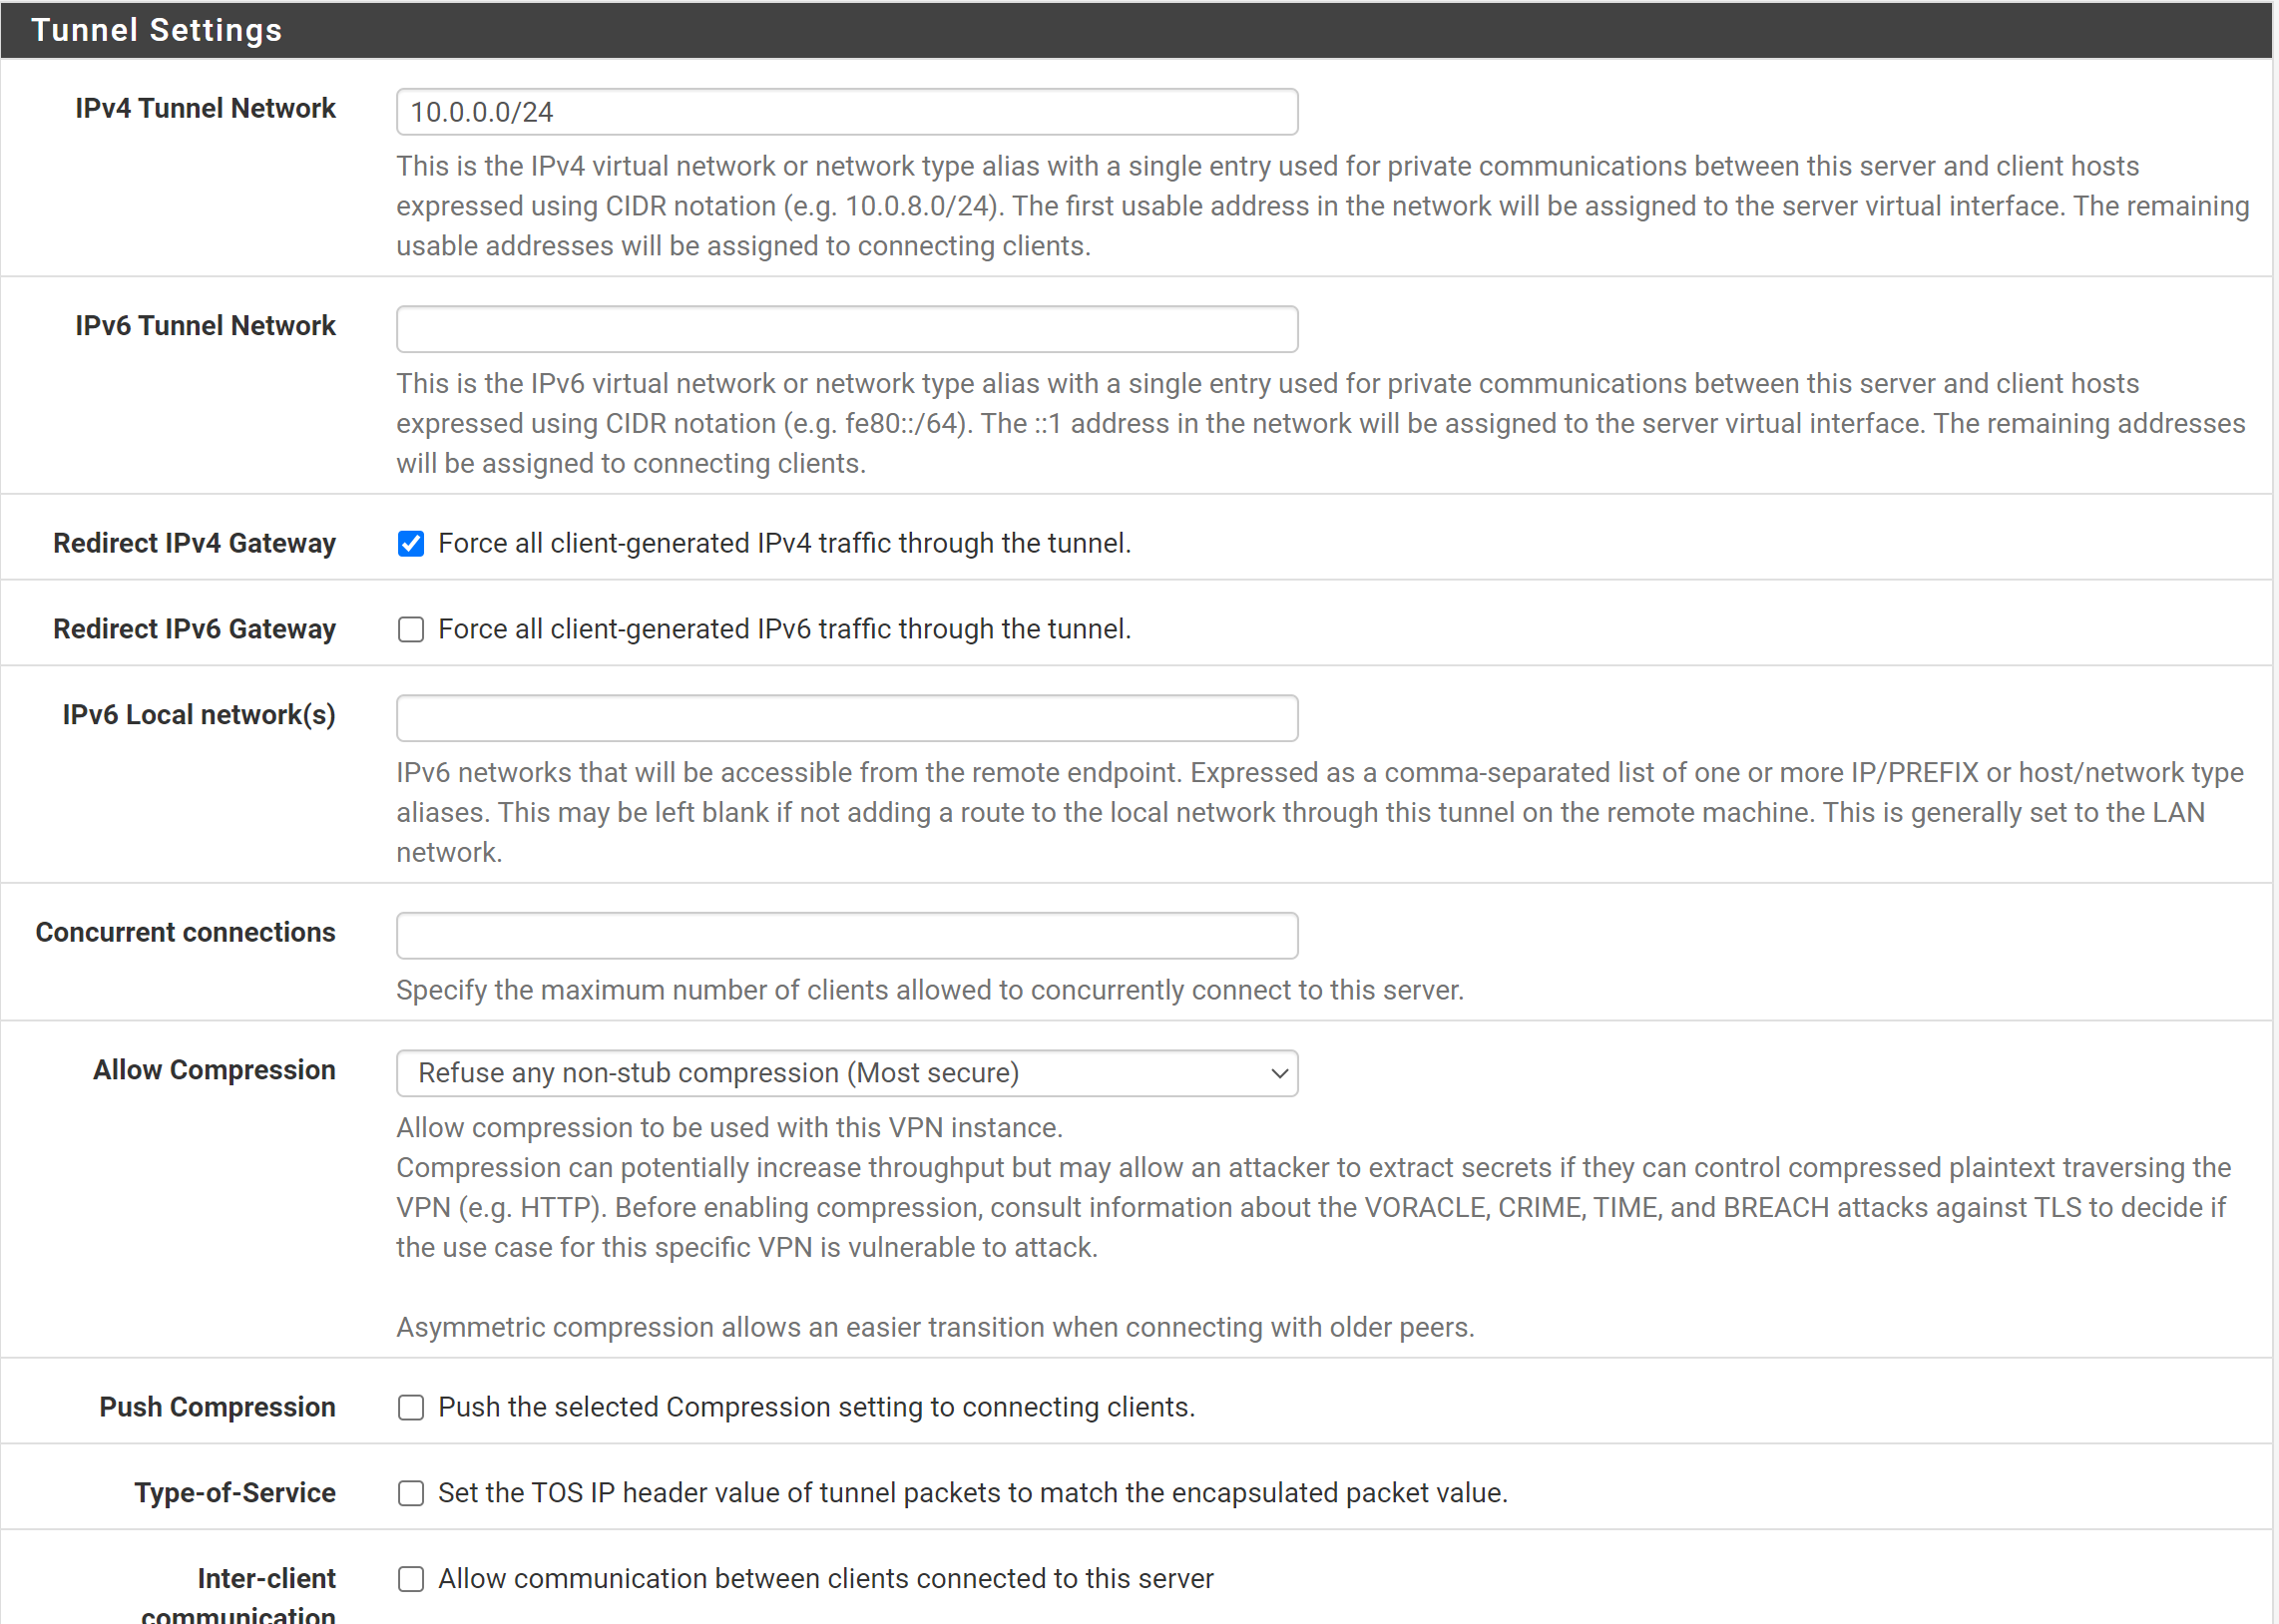 Tunnel Settings
IPv4 Tunnel Network
10.0.0.0/24
This is the IPv4 virtual network or network type alias with a single entry used for private communications between this server and client hosts
expressed using CIDR notation (e.g. 10.0.8.0/24). The first usable address in the network will be assigned to the server virtual interface. The remaining
usable addresses will be assigned to connecting clients.
IPv6 Tunnel Network
This is the IPv6 virtual network or network type alias with a single entry used for private communications between this server and client hosts
expressed using CIDR notation (e.g. fe80::/64). The ::1 address in the network will be assigned to the server virtual interface. The remaining addresses
will be assigned to connecting clients.
Redirect IPv4 Gateway
Force all client-generated IPv4 traffic through the tunnel.
Redirect IPv6 Gateway
Force all client-generated IPv6 traffic through the tunnel.
IPv6 Local network(s)
IPv6 networks that will be accessible from the remote endpoint. Expressed as a comma-separated list of one or more IP/PREFIX or host/network type
aliases. This may be left blank if not adding a route to the local network through this tunnel on the remote machine. This is generally set to the LAN
network.
Concurrent connections
Specify the maximum number of clients allowed to concurrently connect to this server.
Allow Compression
Refuse any non-stub compression (Most secure)
Allow compression to be used with this VPN instance.
Compression can potentially increase throughput but may allow an attacker to extract secrets if they can control compressed plaintext traversing the
VPN (e.g. HTTP). Before enabling compression, consult information about the VORACLE, CRIME, TIME, and BREACH attacks against TLS to decide if
the use case for this specific VPN is vulnerable to attack.
Asymmetric compression allows an easier transition when connecting with older peers.
Push Compression
Push the selected Compression setting to connecting clients.
Type-of-Service
Set the TOS IP header value of tunnel packets to match the encapsulated packet value.
Inter-client
communication
Allow communication between clients connected to this server